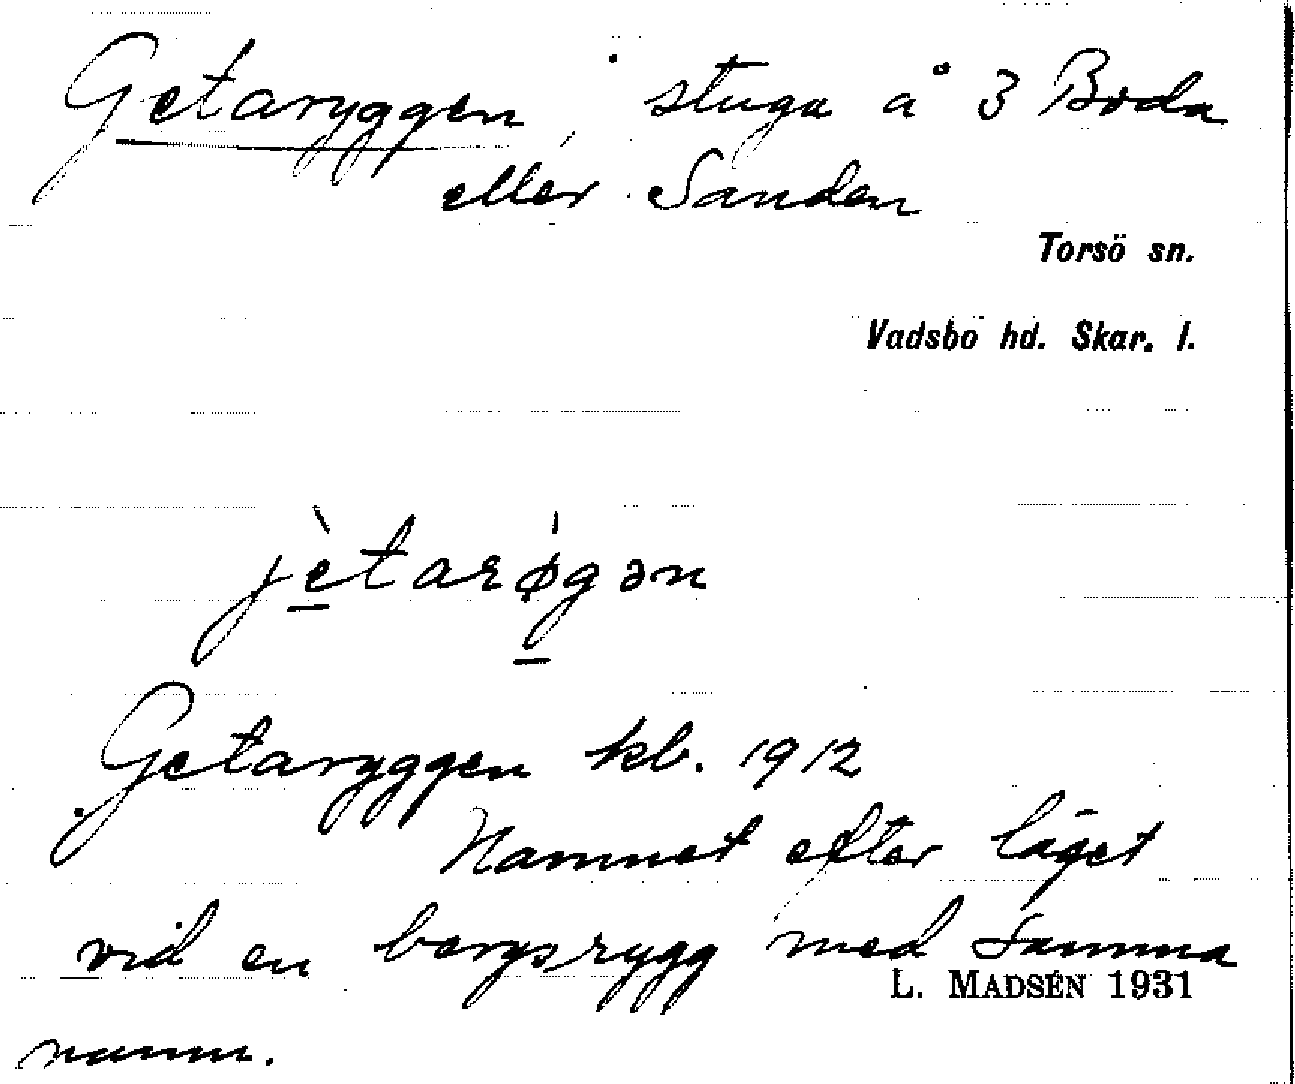 Getaryggen, stuga å 3 Boda
eller Sanden
Torsö sn.
Vadsbo hd. Skar. l.
jètarǿgən
Getaryggen kb. 1912
Namnet efter läget
vid en bergsrygg med samma
L. MADSÉN 1931
namn.